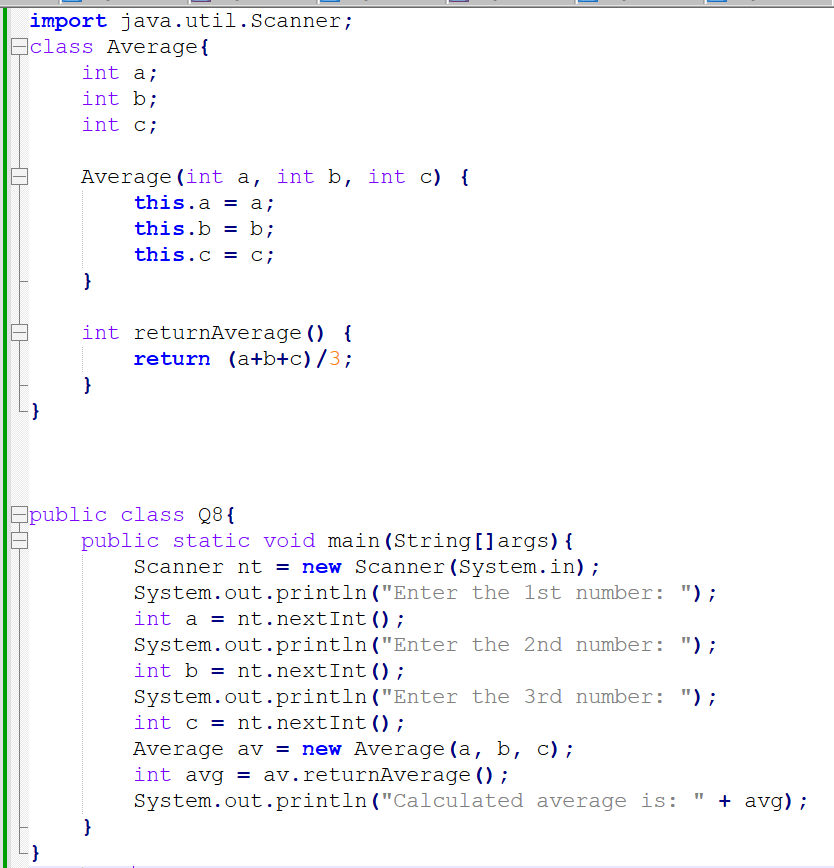 import java.util.Scanner;
class Average{
    int a;
    int b;
    int c;

    Average(int a, int b, int c) {
        this.a = a;
        this.b = b;
        this.c = c;
    }

    int returnAverage() {
        return (a+b+c)/3;
    }
}

public class Q8{
    public static void main(String[]args){
        Scanner nt = new Scanner(System.in);
        System.out.println("Enter the 1st number: ");
        int a = nt.nextInt();
        System.out.println("Enter the 2nd number: ");
        int b = nt.nextInt();
        System.out.println("Enter the 3rd number: ");
        int c = nt.nextInt();
        Average av = new Average(a, b, c);
        int avg = av.returnAverage();
        System.out.println("Calculated average is: " + avg);
    }
}